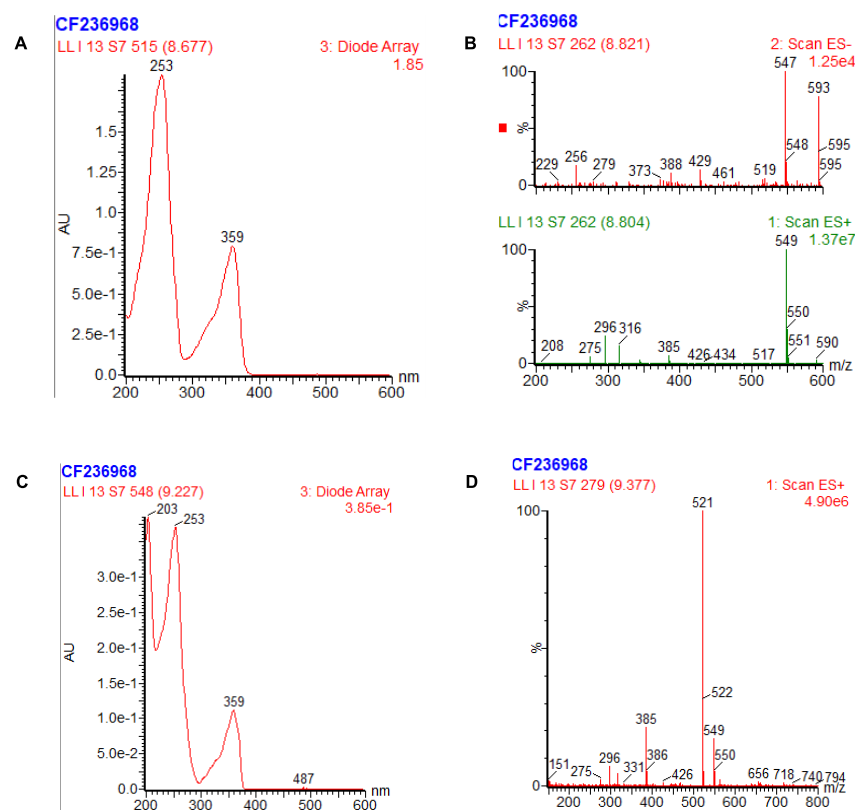 A
CF236968
LL I 13 S7 515 (8.677)
3: Diode Array
1.85
253
359
AU
1.5
1.25
1.0
7.5e-1
5.0e-1
2.5e-1
0.0
200 300 400 500 600 nm
B
CF236968
LL I 13 S7 262 (8.821)
2: Scan ES-
1.25e4
100
%
0
547
593
548
595
595
229
256
279
373
388
429
461
519
LL I 13 S7 262 (8.804)
1: Scan ES+
1.37e7
100
%
0
549
550
551
590
208
275
296
316
385
426
434
517
200 300 400 500 600 m/z
C
CF236968
LL I 13 S7 548 (9.227)
3: Diode Array
3.85e-1
203
253
359
487
AU
3.0e-1
2.5e-1
2.0e-1
1.5e-1
1.0e-1
5.0e-2
0.0
200 300 400 500 600 nm
D
CF236968
LL I 13 S7 279 (9.377)
1: Scan ES+
4.90e6
100
%
0
521
522
385
386
549
550
151
275
296
331
426
656
718
740
794
200 300 400 500 600 700 800 m/z